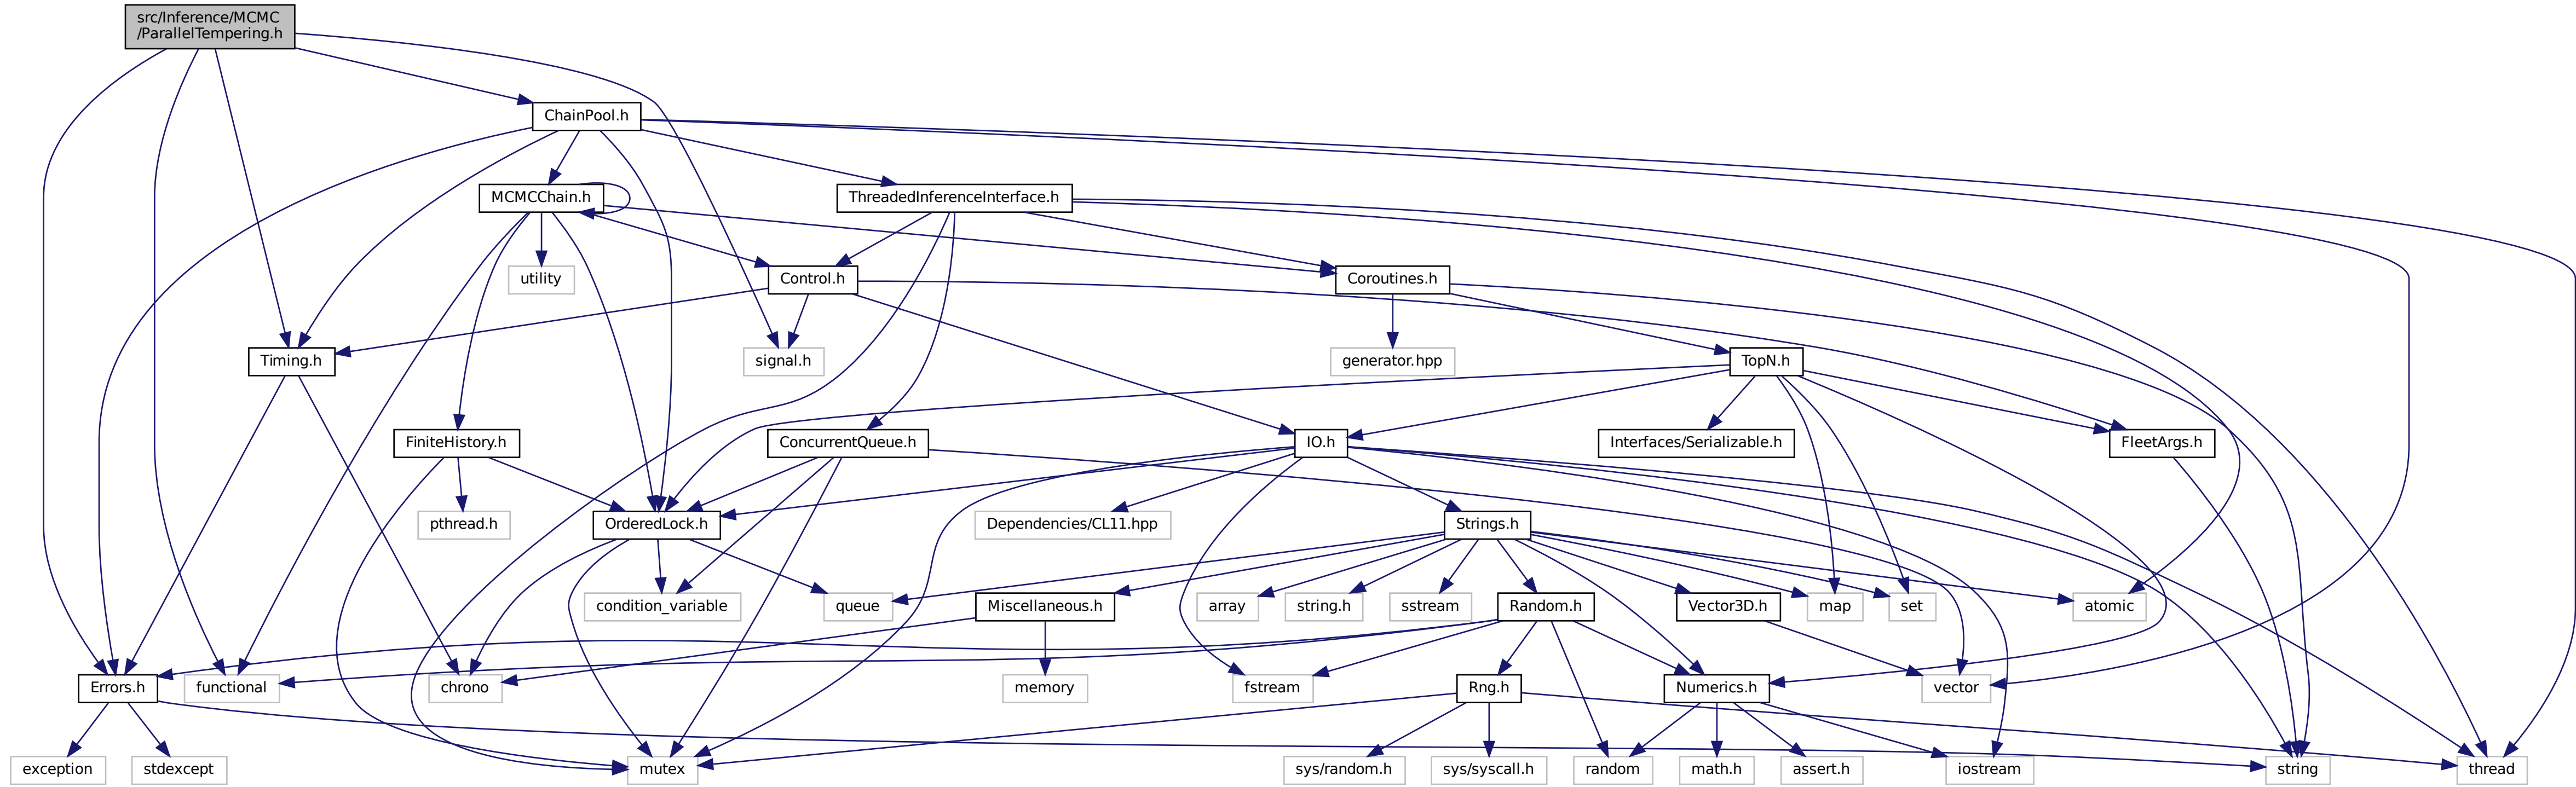 src/Inference/MCMC
/ParallelTempering.h
ChainPool.h
MCMCChain.h
ThreadedInferenceInterface.h
utility
Control.h
Coroutines.h
Timing.h
signal.h
generator.hpp
TopN.h
FiniteHistory.h
ConcurrentQueue.h
IO.h
Interfaces/Serializable.h
FleetArgs.h
pthread.h
OrderedLock.h
Dependencies/CL11.hpp
Strings.h
condition_variable
queue
Miscellaneous.h
array
string.h
sstream
Random.h
Vector3D.h
map
set
atomic
Errors.h
functional
chrono
memory
fstream
Rng.h
Numerics.h
vector
exception
stdexcept
mutex
sys/random.h
sys/syscall.h
random
math.h
assert.h
iostream
string
thread